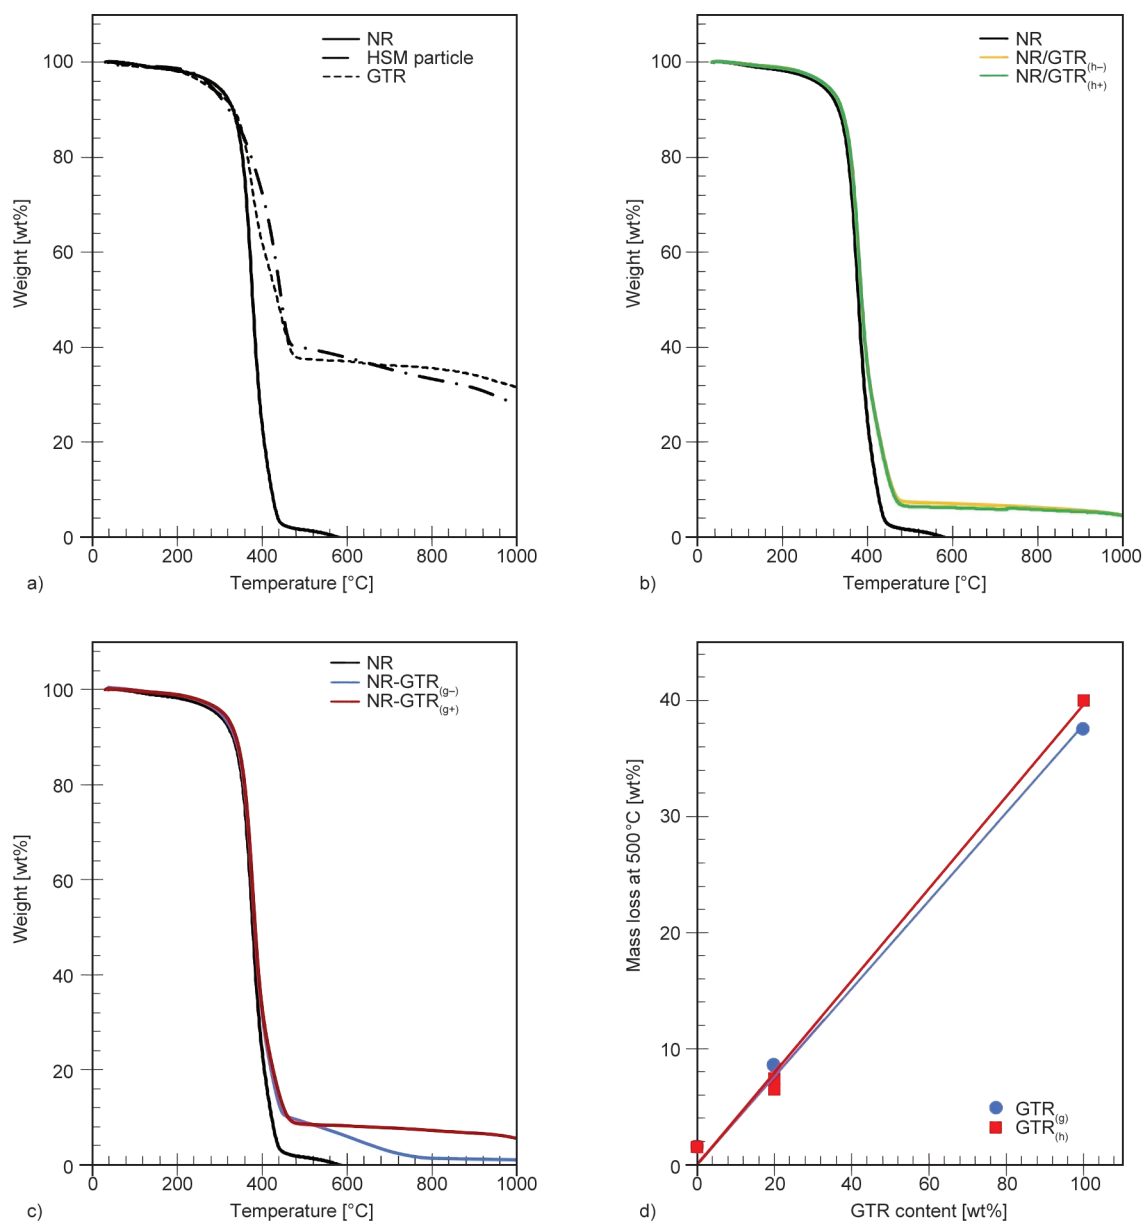 NR
HSM particle
GTR
100
80
60
40
20
0
0 200 400 600 800 1000
Weight [wt%]
Temperature [°C]
a)
NR
NR/GTR(h–)
NR/GTR(h+)
100
80
60
40
20
0
0 200 400 600 800 1000
Weight [wt%]
Temperature [°C]
b)
NR
NR-GTR(g–)
NR-GTR(g+)
100
80
60
40
20
0
0 200 400 600 800 1000
Weight [wt%]
Temperature [°C]
c)
40
30
20
10
0
0 20 40 60 80 100
Mass loss at 500°C [wt%]
GTR(g)
GTR(h)
GTR content [wt%]
d)